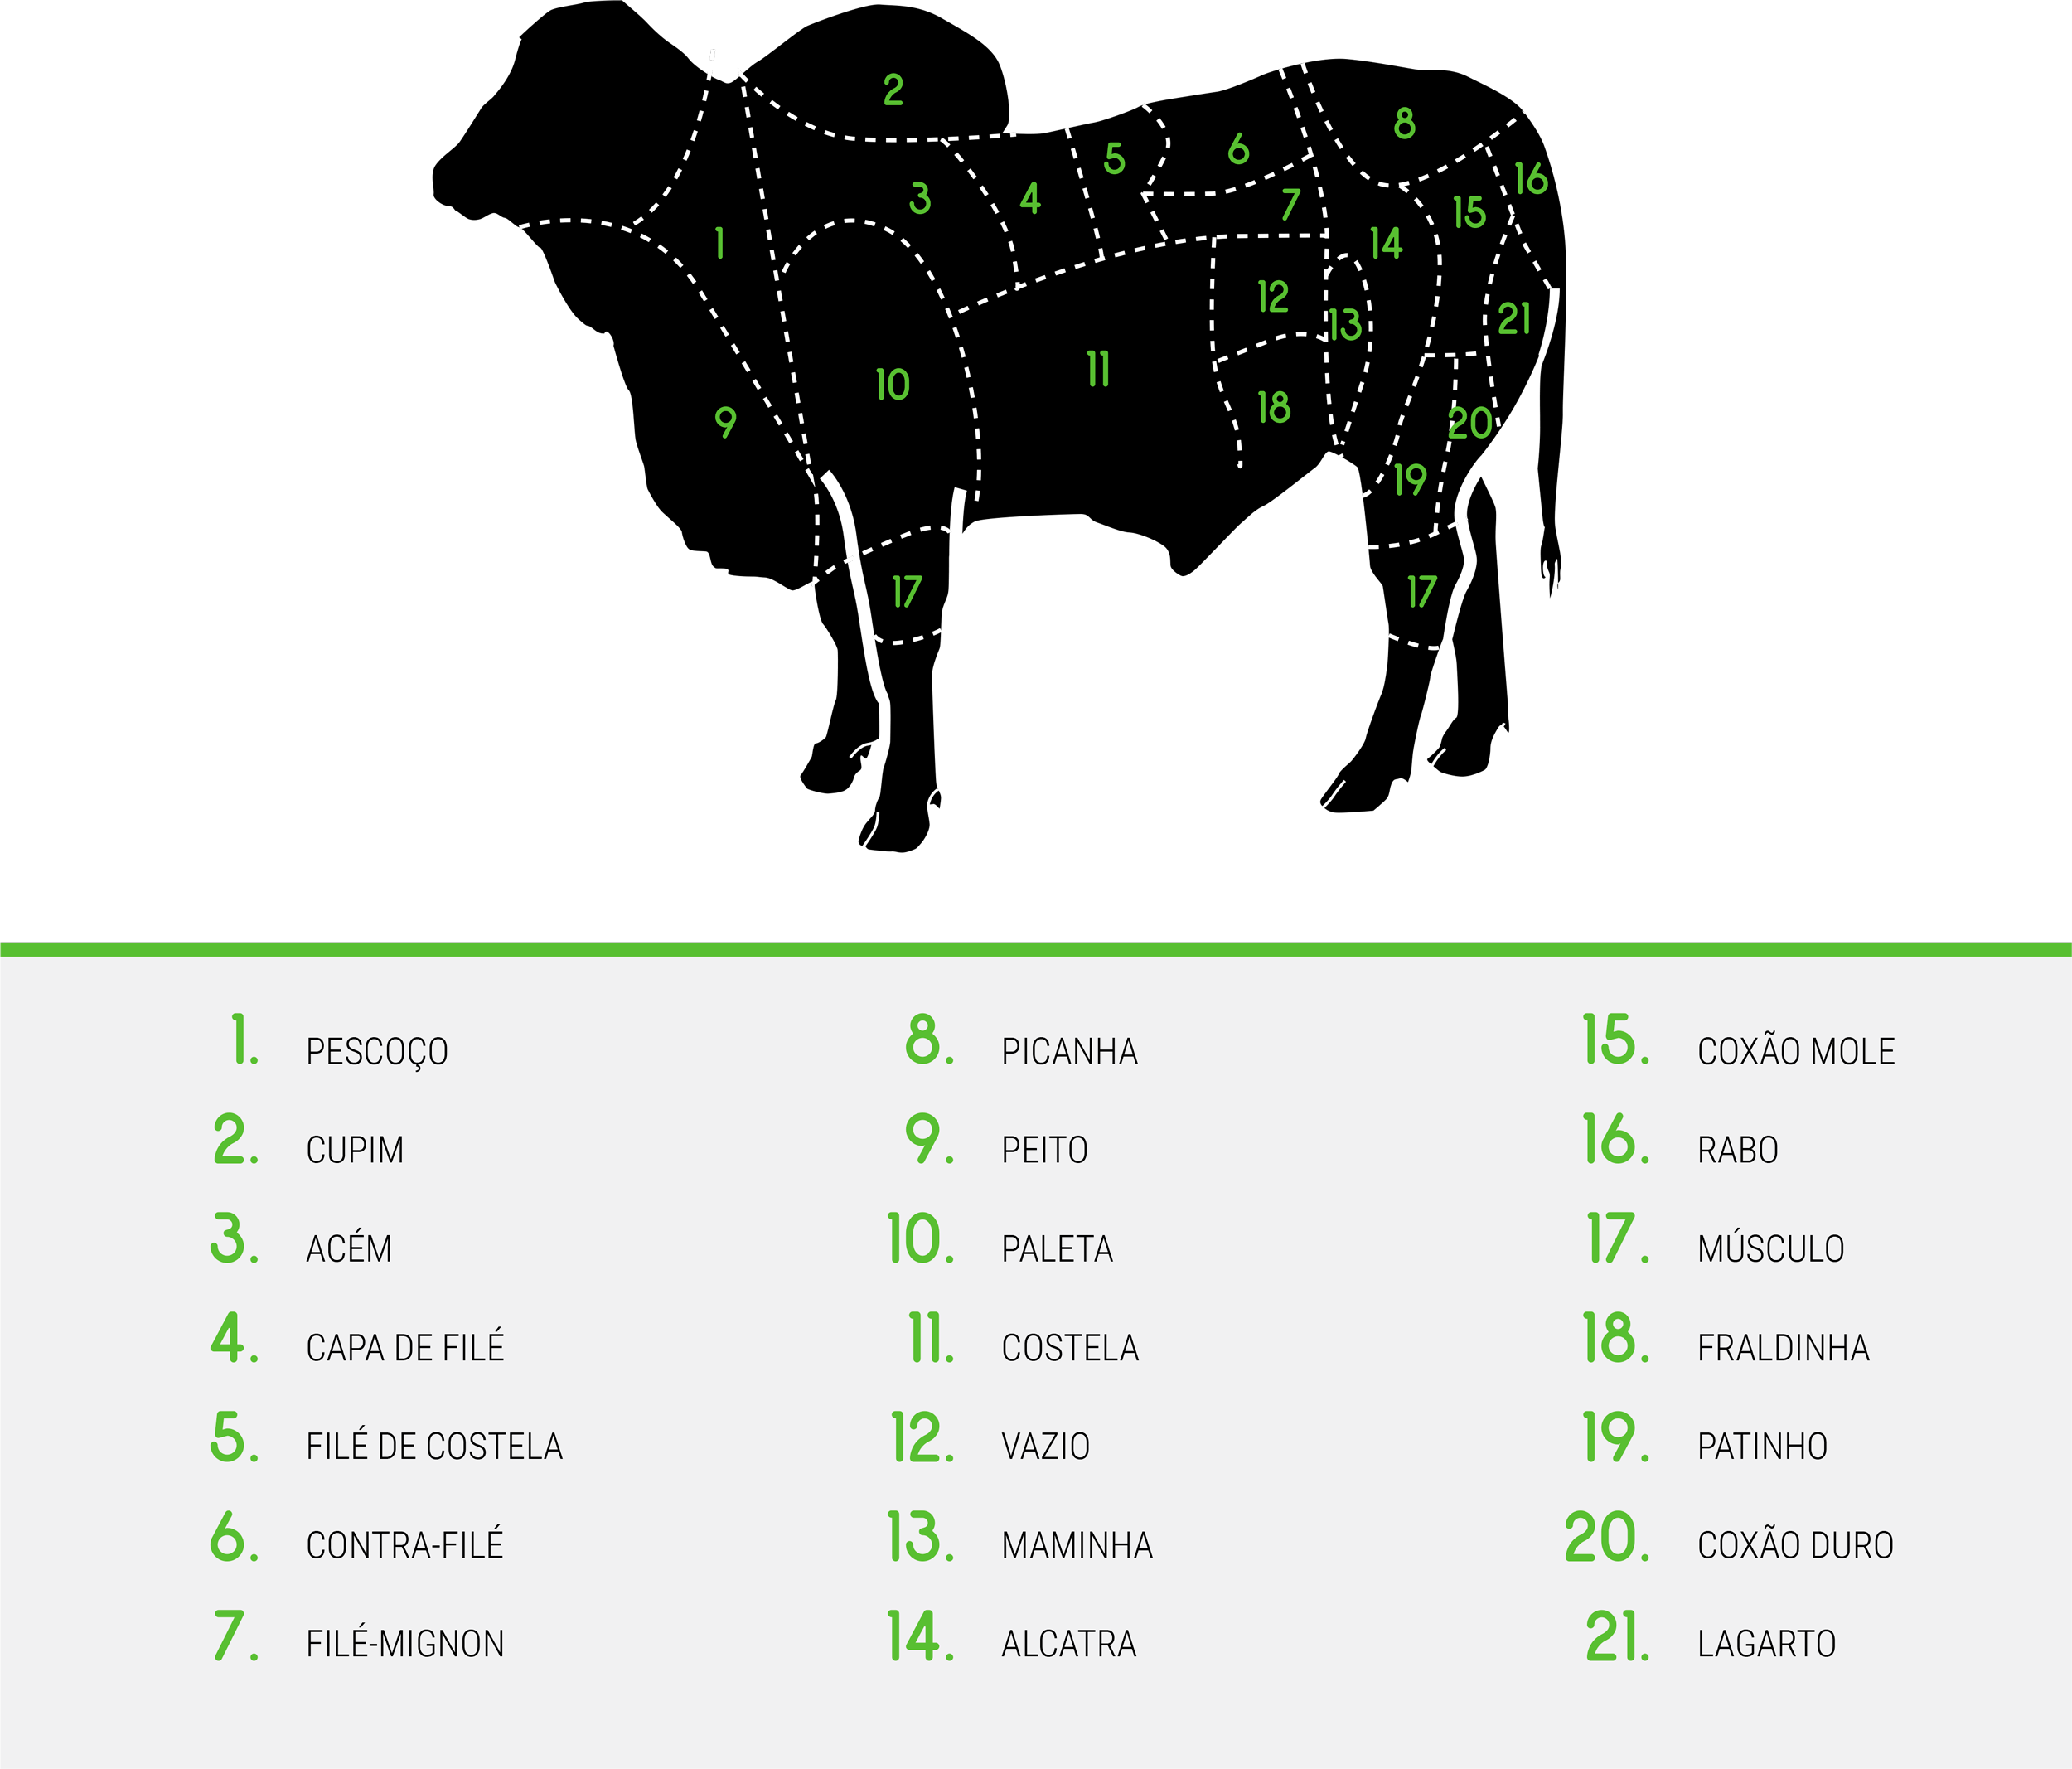 2
8
5
6
16
3
4
7
15
1
14
12
13
21
11
10
18
9
20
19
17
17
1. PESCOÇO
2. CUPIM
3. ACÉM
4. CAPA DE FILÉ
5. FILÉ DE COSTELA
6. CONTRA-FILÉ
7. FILÉ-MIGNON
8. PICANHA
9. PEITO
10. PALETA
11. COSTELA
12. VAZIO
13. MAMINHA
14. ALCATRA
15. COXÃO MOLE
16. RABO
17. MÚSCULO
18. FRALDINHA
19. PATINHO
20. COXÃO DURO
21. LAGARTO